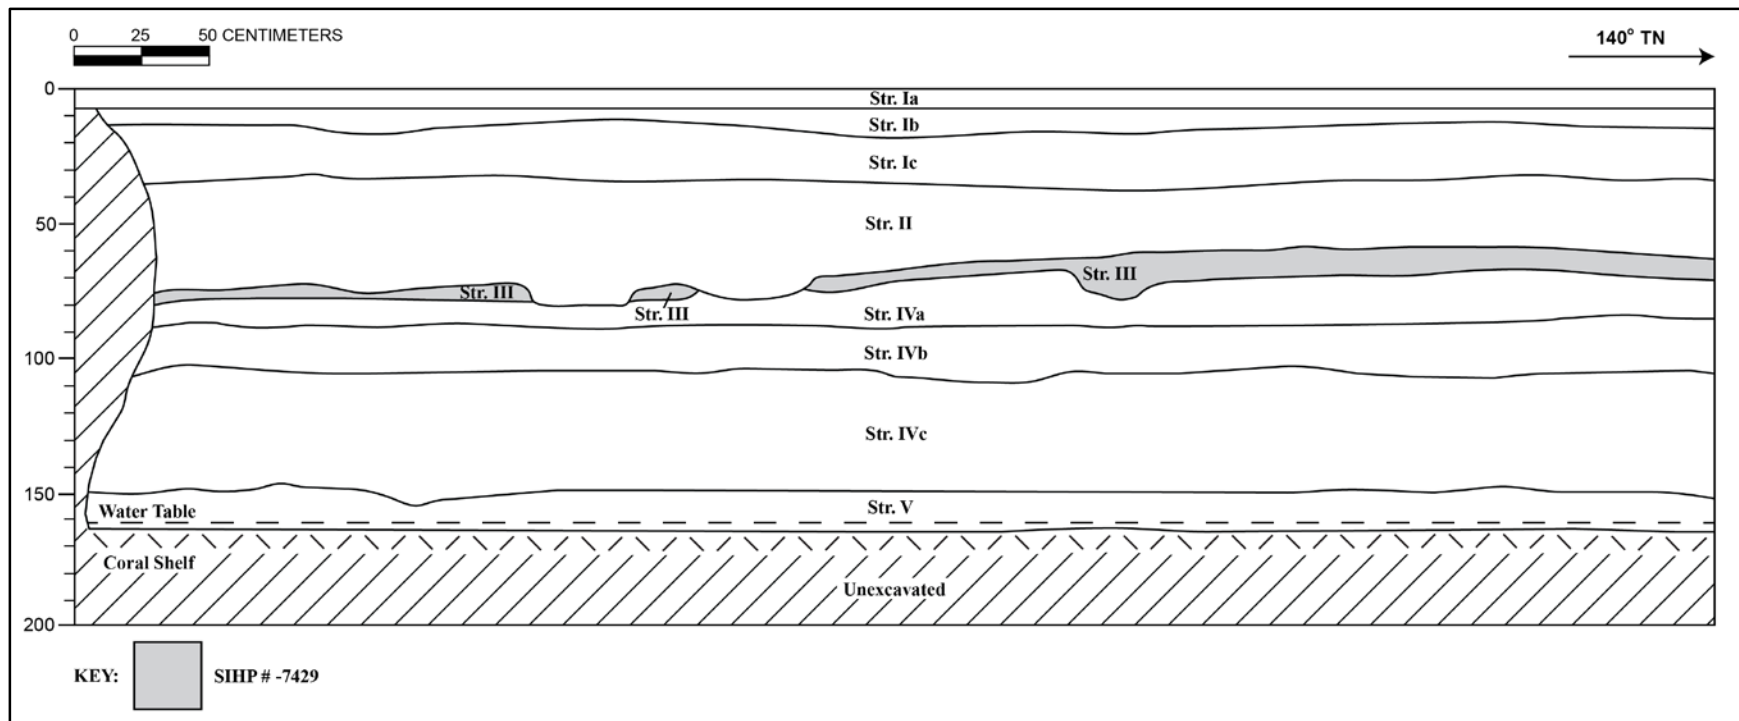 0 25 50 CENTIMETERS
140° TN
0
Str. Ia
Str. Ib
Str. Ic
50
Str. II
Str. III
Str. III
Str. III
Str. IVa
Str. IVb
100
Str. IVc
150
Str. V
Water Table
Coral Shelf
Unexcavated
200
KEY: SIHP # -7429